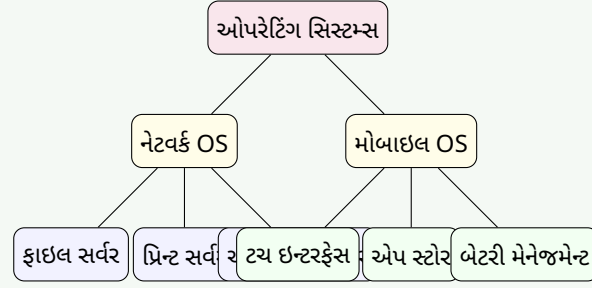 ઓપરેટિંગ સિસ્ટમ્સ
નેટવર્ક OS
મોબાઇલ OS
ફાઇલ સર્વર
પ્રિન્ટ
ટચ ઇન્ટરફેસ
એપ સ્ટોર
બેટરી મેનેજમેન્ટ